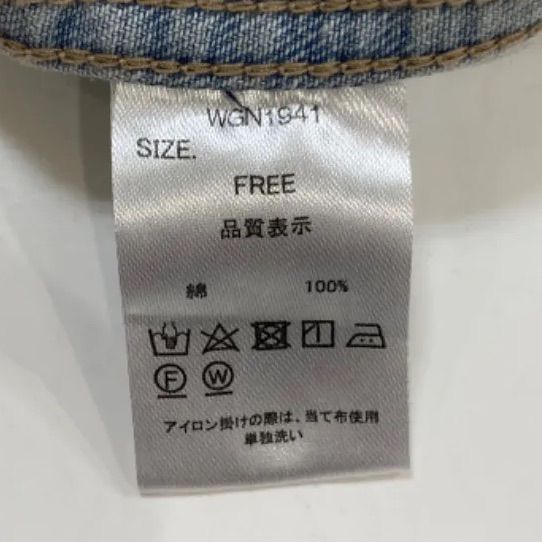 WGN1941
SIZE.
FREE
品質表示
綿 100%
F W
アイロン掛けの際は、当て布使用
単独洗い